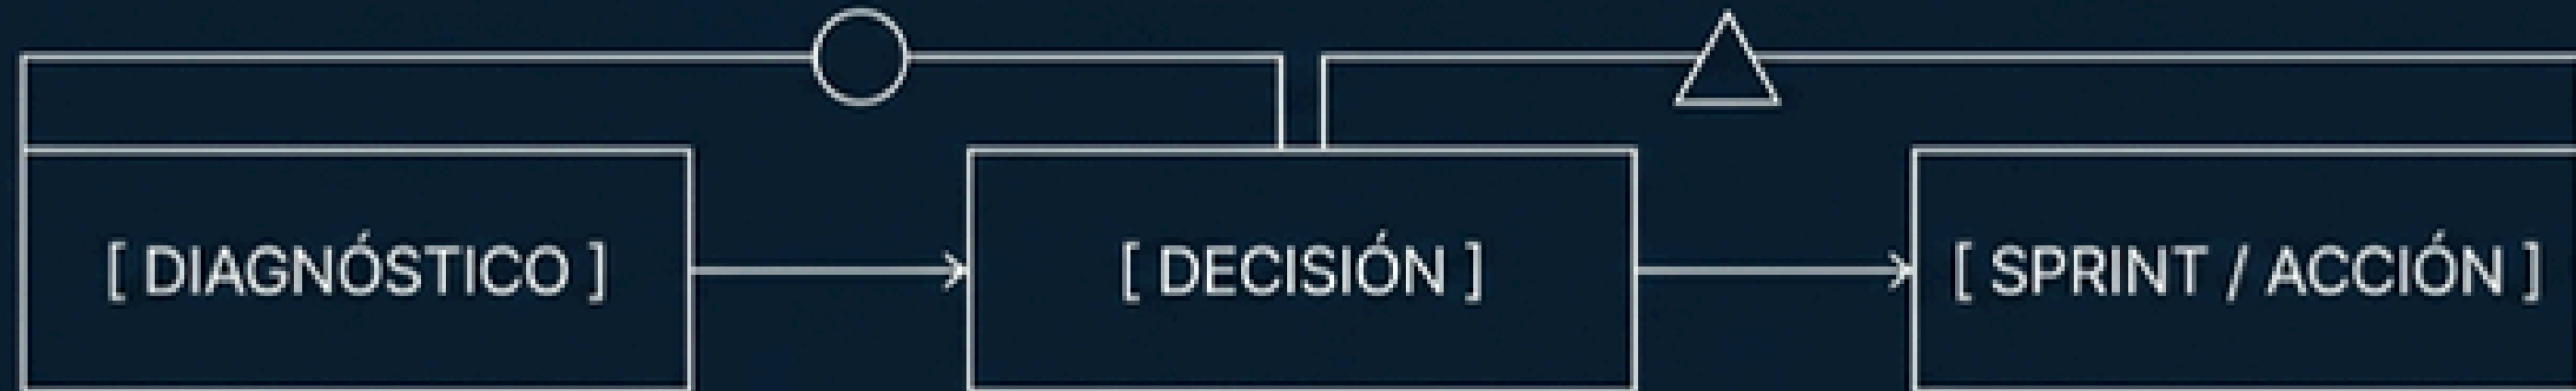 [ DIAGNÓSTICO ]
[ DECISIÓN ]
[ SPRINT / ACCIÓN ]